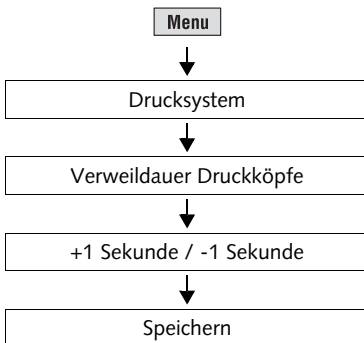 Menu
Drucksystem
Verweildauer Druckköpfe
+1 Sekunde / -1 Sekunde
Speichern